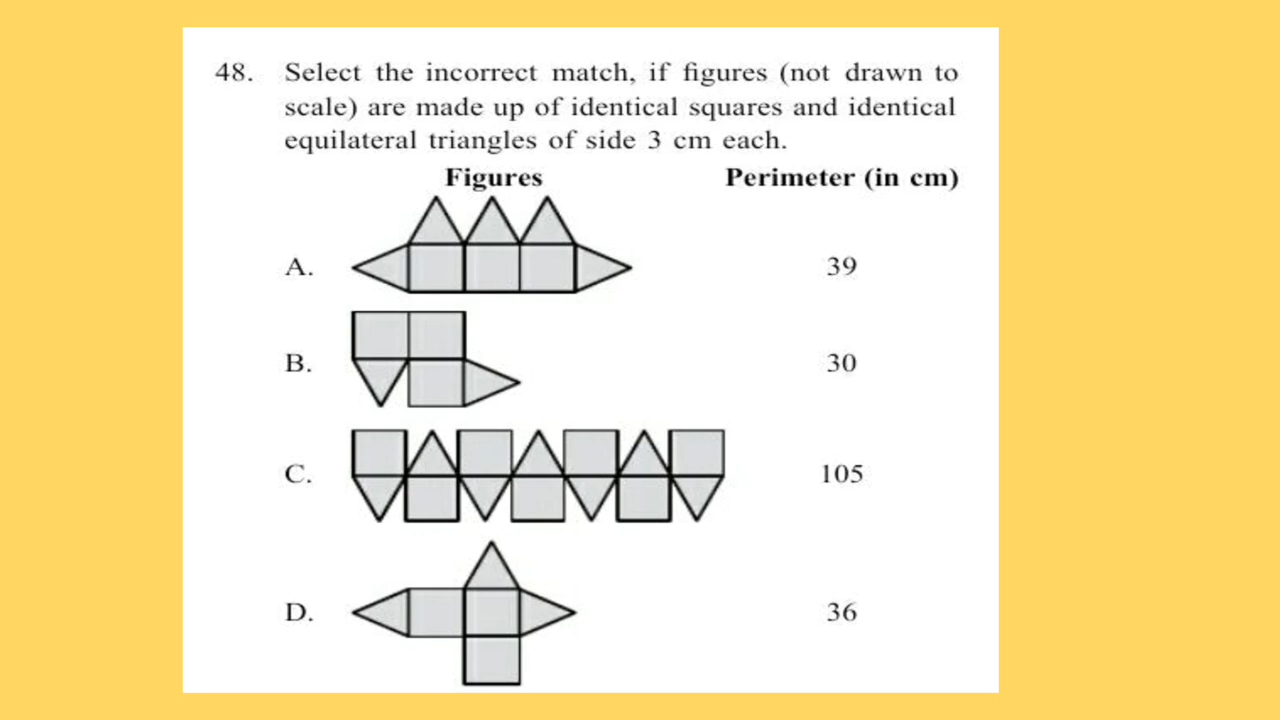 48. Select the incorrect match, if figures (not drawn to
scale) are made up of identical squares and identical
equilateral triangles of side 3 cm each.
Figures Perimeter (in cm)
A. 39
B. 30
C. 105
D. 36